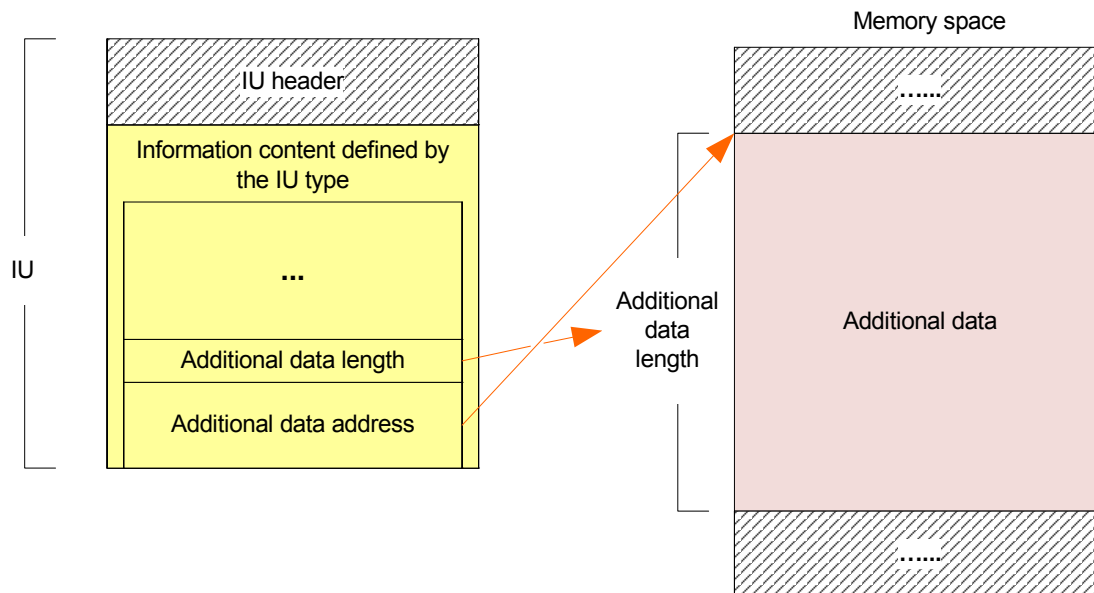 Memory space
IU header
…...
Information content defined by
the IU type
...
IU
Additional
data
length
Additional data
Additional data length
Additional data address
…...